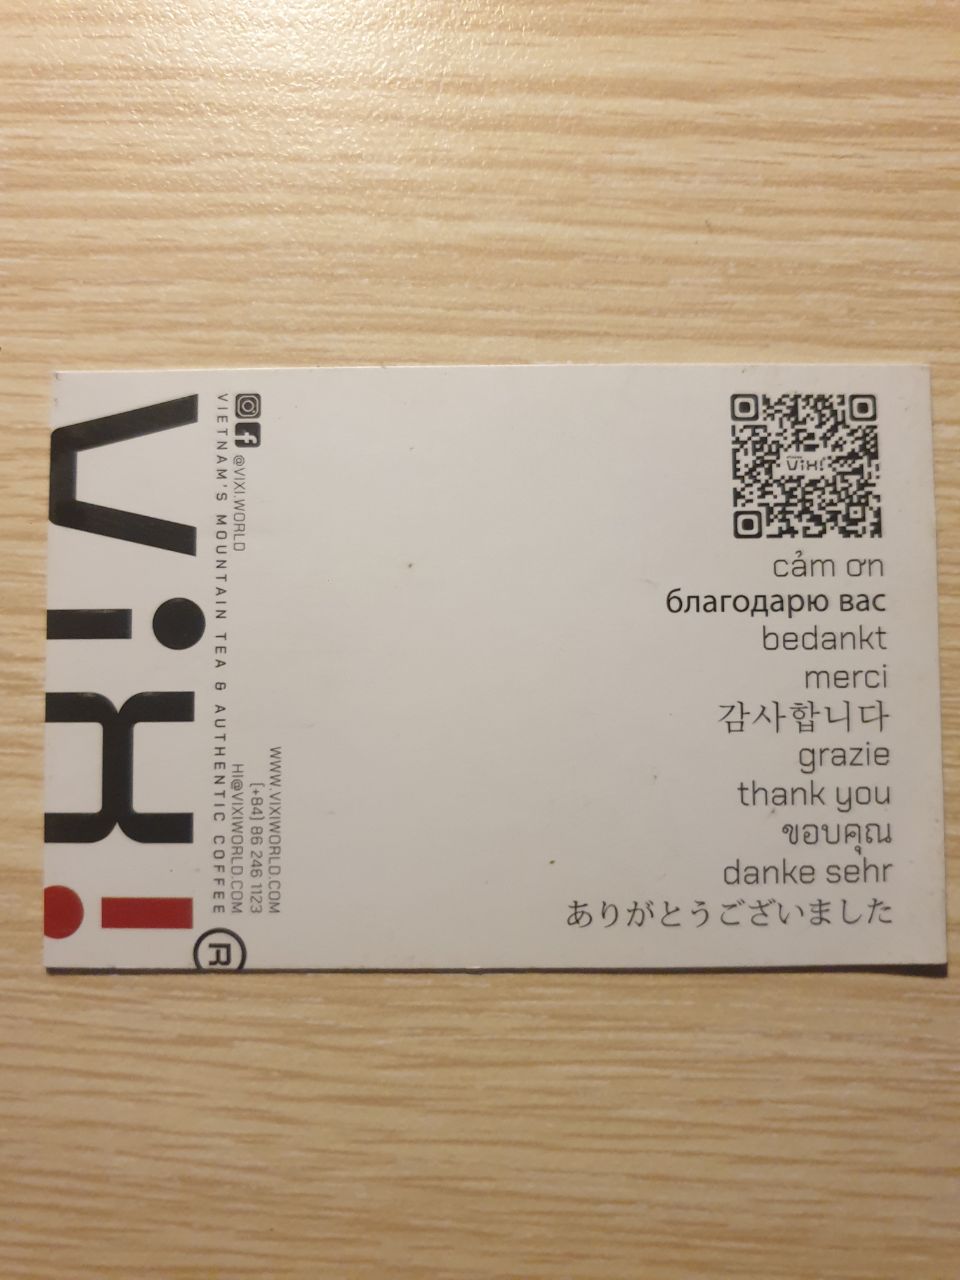 ViXi
®
VIETNAM'S MOUNTAIN TEA & AUTHENTIC COFFEE
@VIXI.WORLD
HI@VIXIWORLD.COM
(+84) 86 246 1123
WWW.VIXIWORLD.COM
ViXi
cảm ơn
благодарю вас
bedankt
merci
감사합니다
grazie
thank you
ขอบคุณ
danke sehr
ありがとうございました